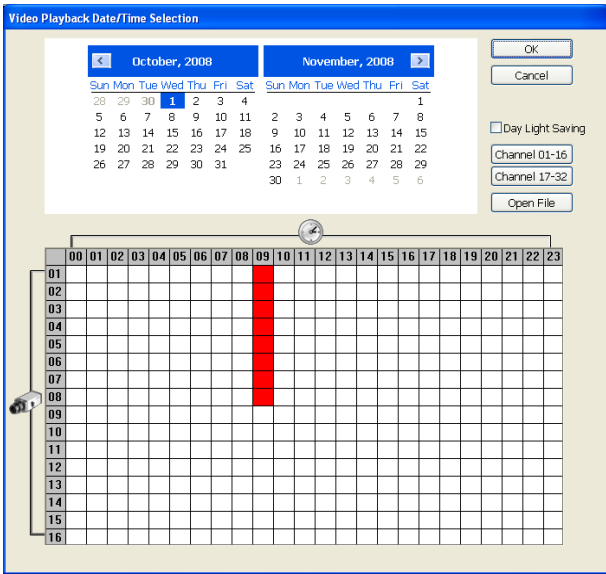 Video Playback Date/Time Selection
October, 2008
November, 2008
OK
Cancel
Sun Mon Tue Wed Thu Fri Sat
Sun Mon Tue Wed Thu Fri Sat
28 29 30 1 2 3 4
1
5 6 7 8 9 10 11
2 3 4 5 6 7 8
12 13 14 15 16 17 18
9 10 11 12 13 14 15
Day Light Saving
19 20 21 22 23 24 25
16 17 18 19 20 21 22
Channel 01-16
26 27 28 29 30 31
23 24 25 26 27 28 29
Channel 17-32
30 1 2 3 4 5 6
Open File
00 01 02 03 04 05 06 07 08 09 10 11 12 13 14 15 16 17 18 19 20 21 22 23
01
02
03
04
05
06
07
08
09
10
11
12
13
14
15
16